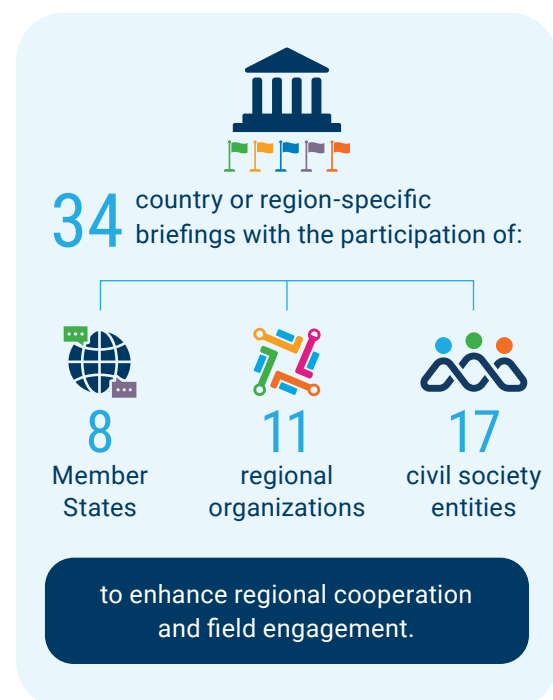 34 country or region-specific
briefings with the participation of:
8
Member
States
11
regional
organizations
17
civil society
entities
to enhance regional cooperation
and field engagement.